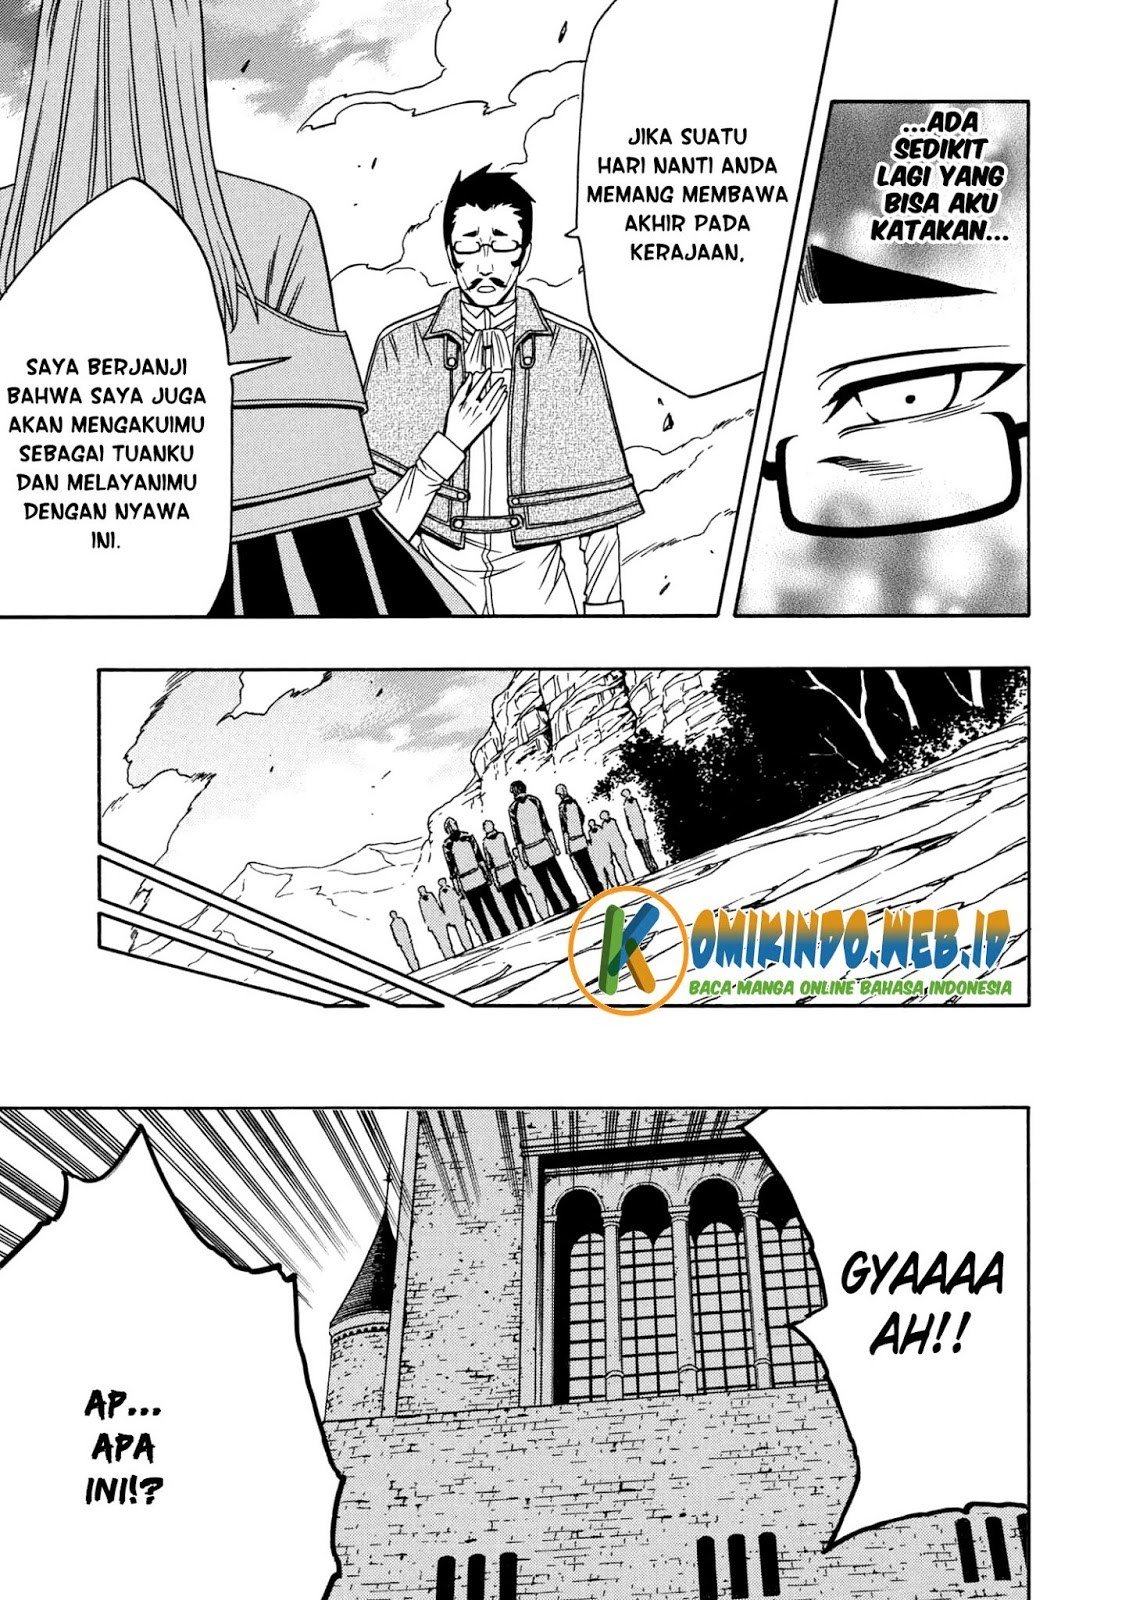 ...ADA
SEDIKIT
LAGI YANG
BISA AKU
KATAKAN...
JIKA SUATU
HARI NANTI ANDA
MEMANG MEMBAWA
AKHIR PADA
KERAJAAN,
SAYA BERJANJI
BAHWA SAYA JUGA
AKAN MENGAKUIMU
SEBAGAI TUANKU
DAN MELAYANIMU
DENGAN NYAWA
INI.
KOMIKINDO.WEB.ID
BACA MANGA ONLINE BAHASA INDONESIA
GYAAAA
AH!!
AP...
APA
INI!?